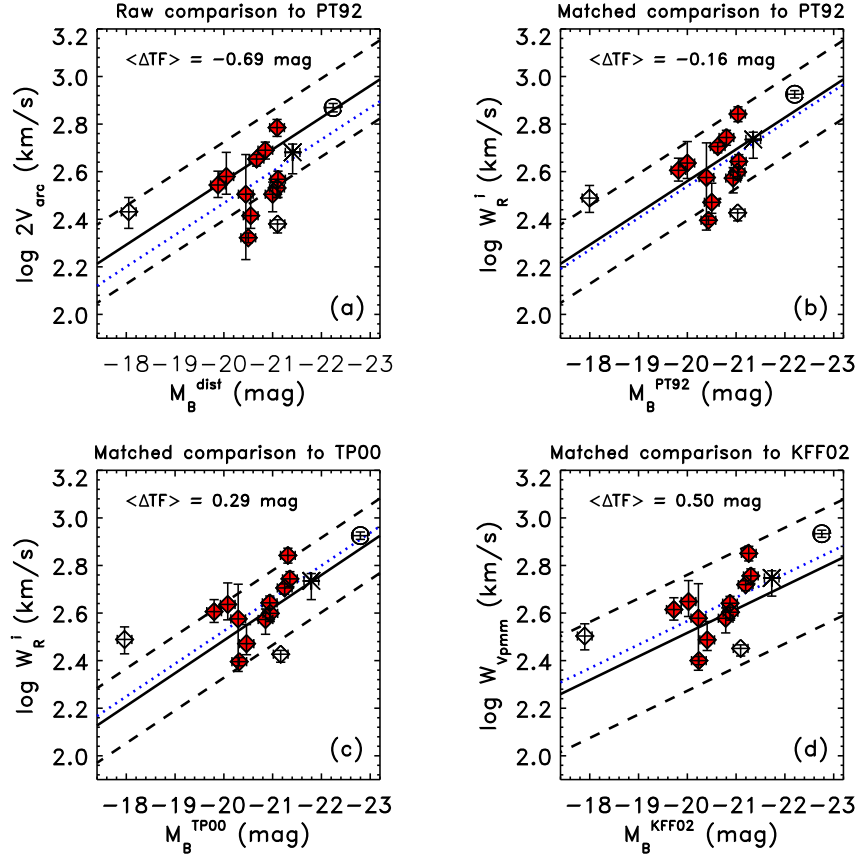 Raw comparison to PT92
<ΔTF> = −0.69 mag
log 2V_arc (km/s)
3.2
3.0
2.8
2.6
2.4
2.2
2.0
(a)
−18 −19 −20 −21 −22 −23
M_B^dist (mag)
Matched comparison to PT92
<ΔTF> = −0.16 mag
log W_R^i (km/s)
3.2
3.0
2.8
2.6
2.4
2.2
2.0
(b)
−18 −19 −20 −21 −22 −23
M_B^PT92 (mag)
Matched comparison to TP00
<ΔTF> = 0.29 mag
log W_R^i (km/s)
3.2
3.0
2.8
2.6
2.4
2.2
2.0
(c)
−18 −19 −20 −21 −22 −23
M_B^TP00 (mag)
Matched comparison to KFF02
<ΔTF> = 0.50 mag
log W_vpmm (km/s)
3.2
3.0
2.8
2.6
2.4
2.2
2.0
(d)
−18 −19 −20 −21 −22 −23
M_B^KFF02 (mag)